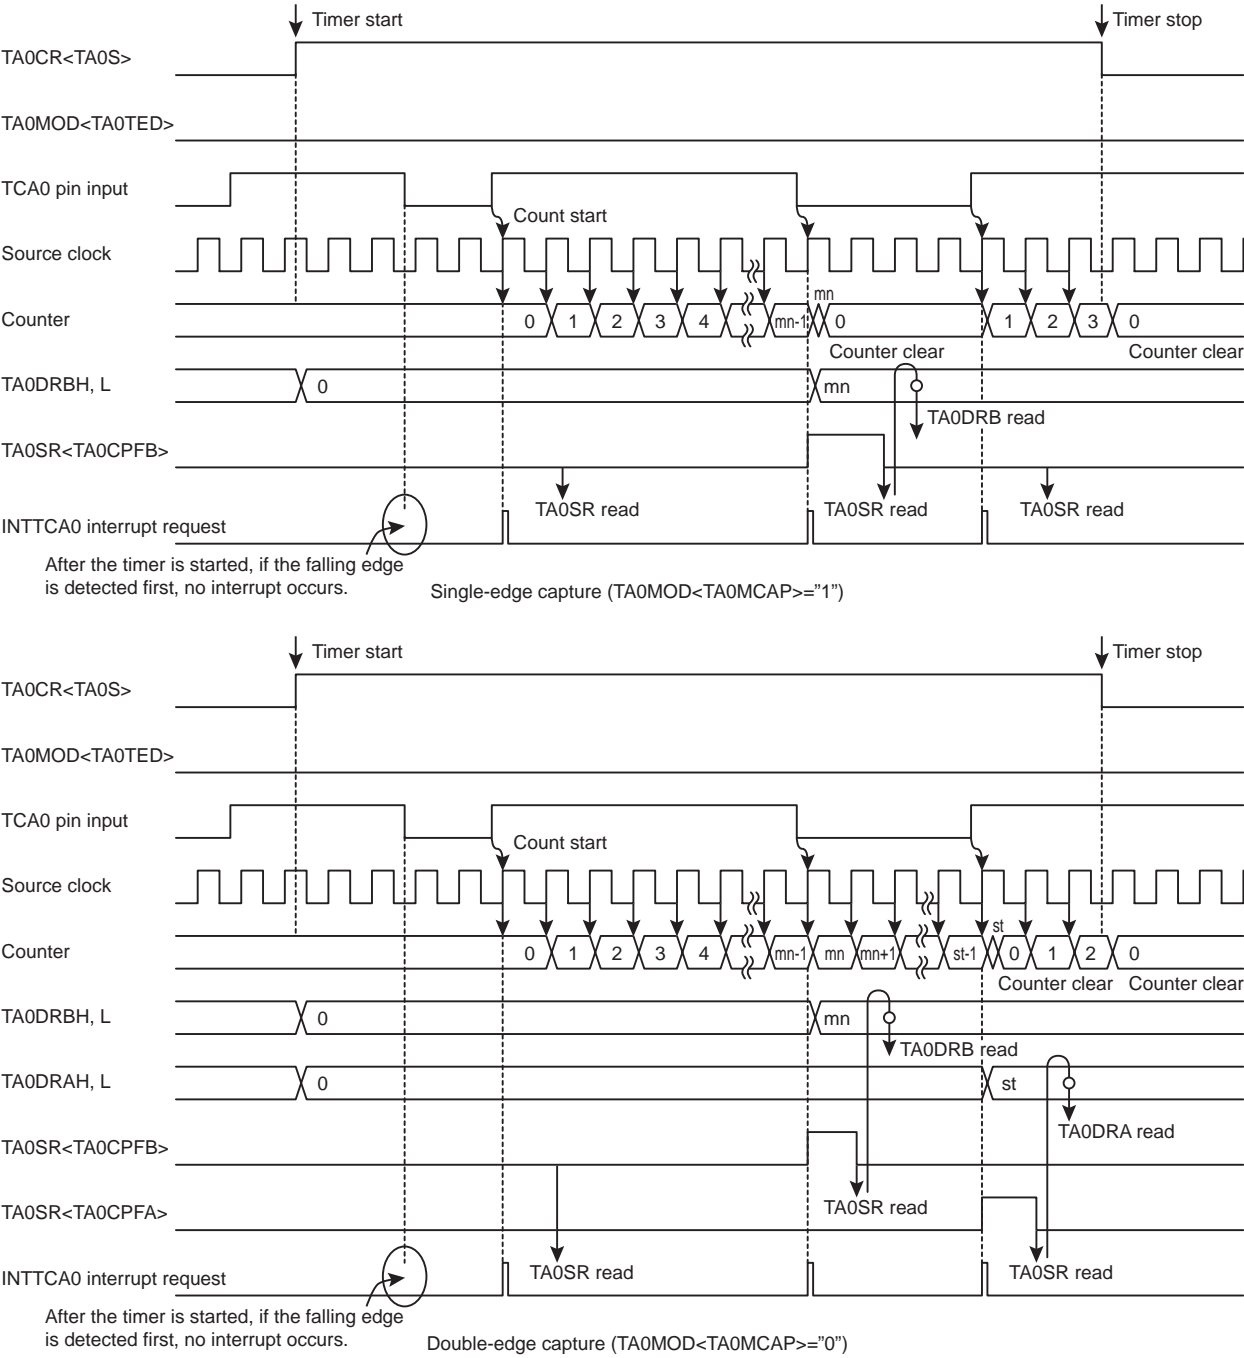 Timer start
Timer stop
TA0CR<TA0S>
TA0MOD<TA0TED>
TCA0 pin input
Count start
Source clock
mn
Counter 0 1 2 3 4 mn-1 0 1 2 3 0
Counter clear
Counter clear
TA0DRBH, L 0 mn
TA0DRB read
TA0SR<TA0CPFB>
TA0SR read
TA0SR read
TA0SR read
INTTCA0 interrupt request
After the timer is started, if the falling edge
is detected first, no interrupt occurs.
Single-edge capture (TA0MOD<TA0MCAP>=”1”)
Timer start
Timer stop
TA0CR<TA0S>
TA0MOD<TA0TED>
TCA0 pin input
Count start
Source clock
st
Counter 0 1 2 3 4 mn-1 mn mn+1 st-1 0 1 2 0
Counter clear
Counter clear
TA0DRBH, L 0 mn
TA0DRB read
TA0DRAH, L 0 st
TA0DRA read
TA0SR<TA0CPFB>
TA0SR read
TA0SR<TA0CPFA>
TA0SR read
TA0SR read
INTTCA0 interrupt request
After the timer is started, if the falling edge
is detected first, no interrupt occurs.
Double-edge capture (TA0MOD<TA0MCAP>=”0”)